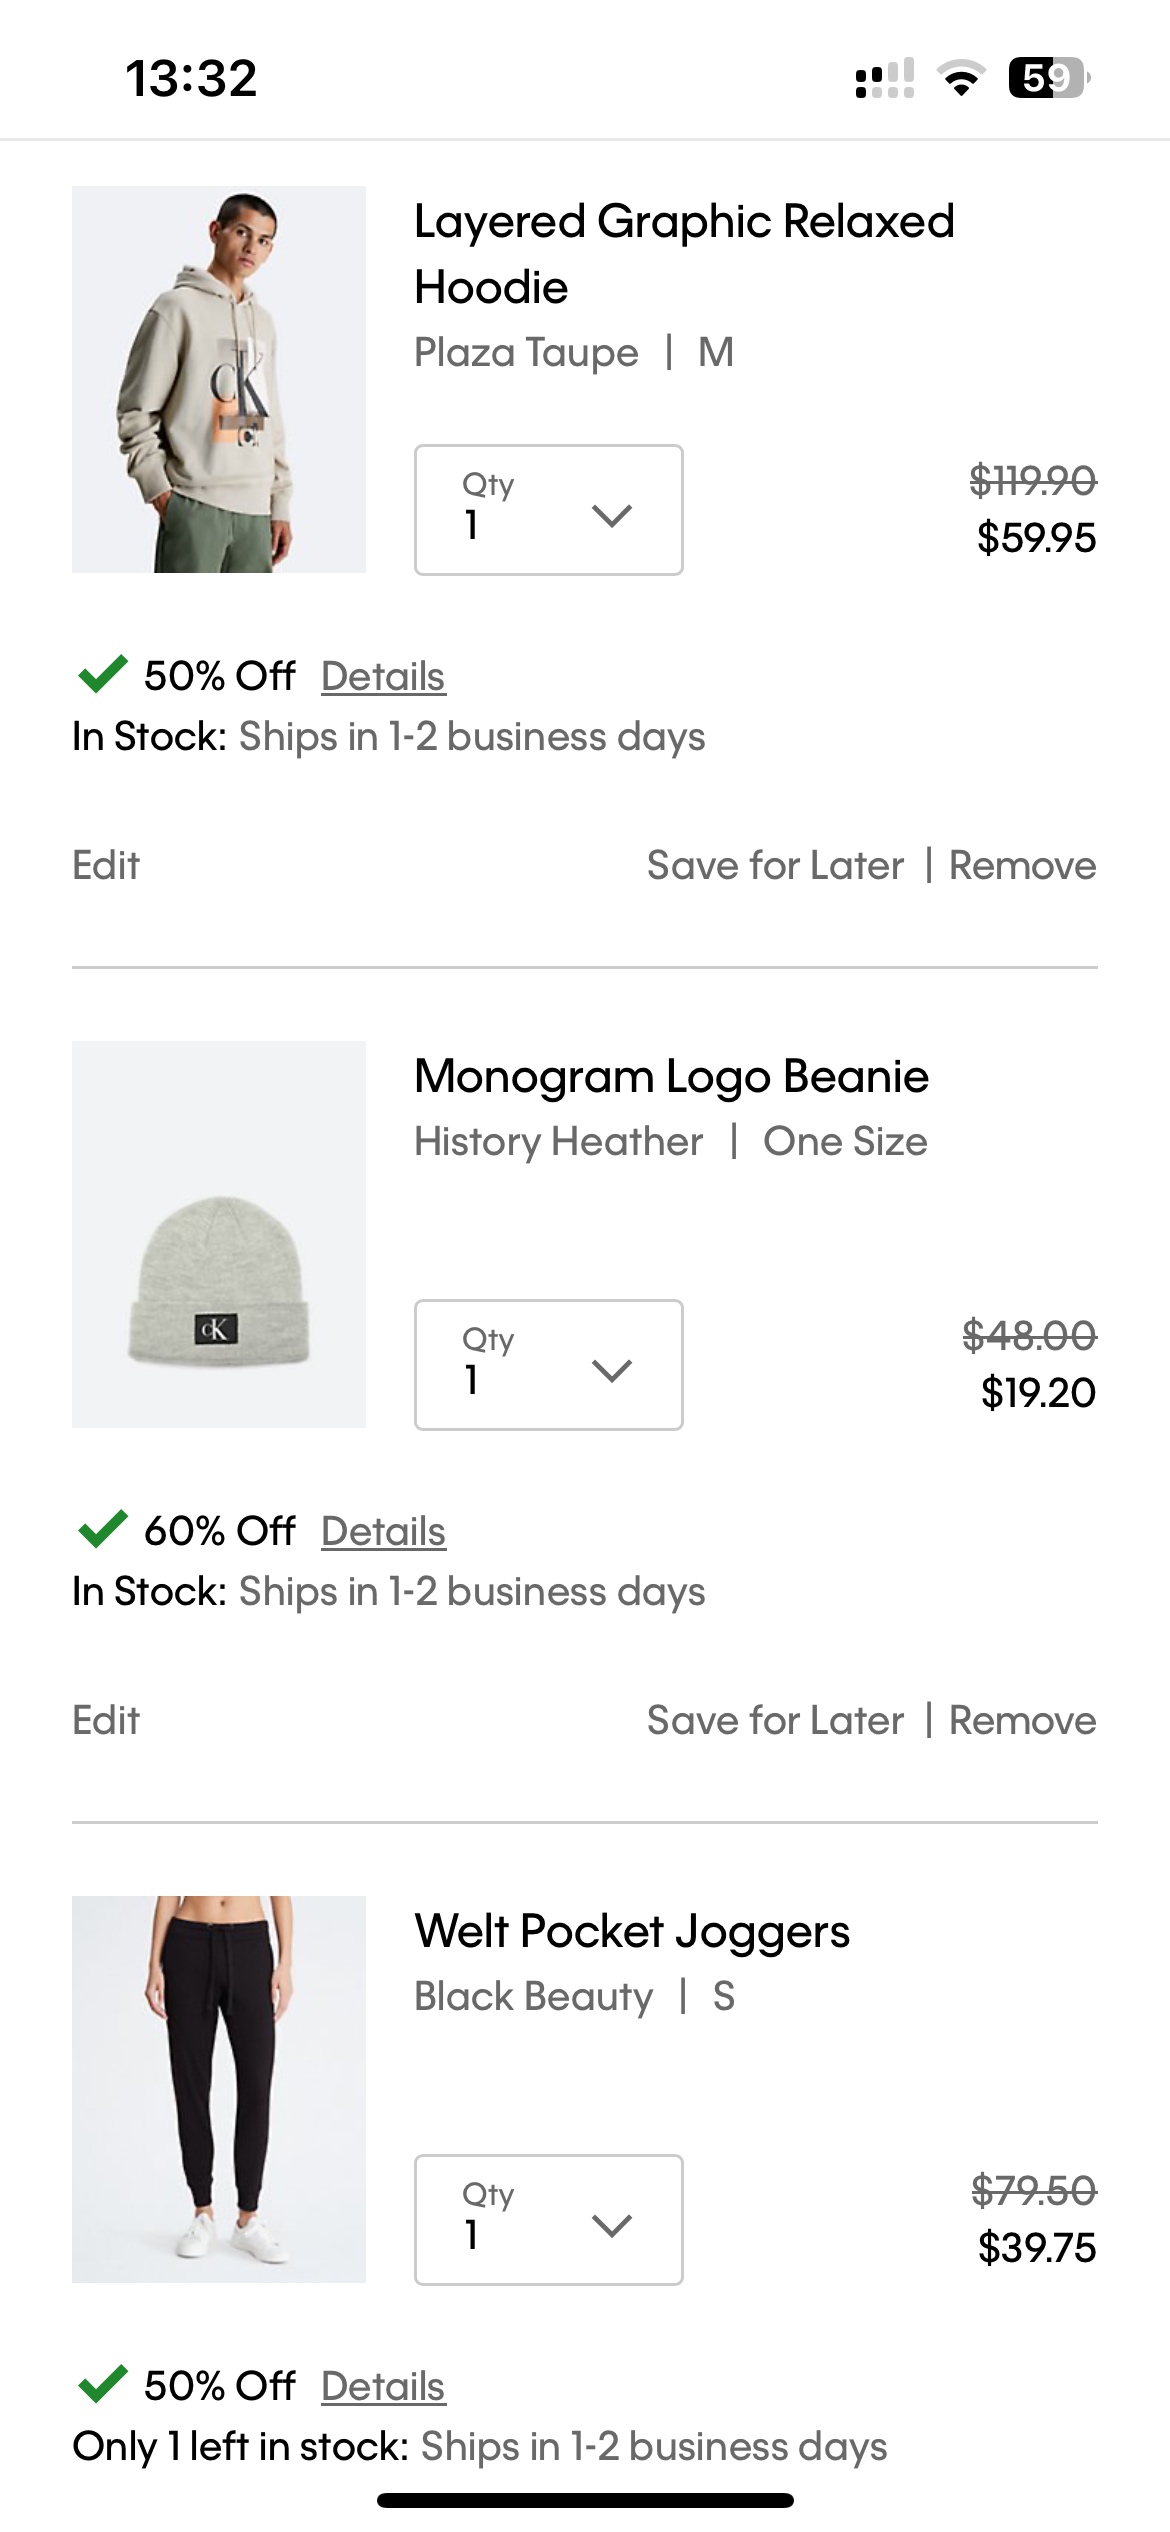 13:32
59
Layered Graphic Relaxed
Hoodie
Plaza Taupe | M
CK
C
Qty
1
$119.90
$59.95
50% Off Details
In Stock: Ships in 1-2 business days
Edit Save for Later | Remove
Monogram Logo Beanie
History Heather | One Size
cK
Qty
1
$48.00
$19.20
60% Off Details
In Stock: Ships in 1-2 business days
Edit Save for Later | Remove
Welt Pocket Joggers
Black Beauty | S
Qty
1
$79.50
$39.75
50% Off Details
Only 1 left in stock: Ships in 1-2 business days